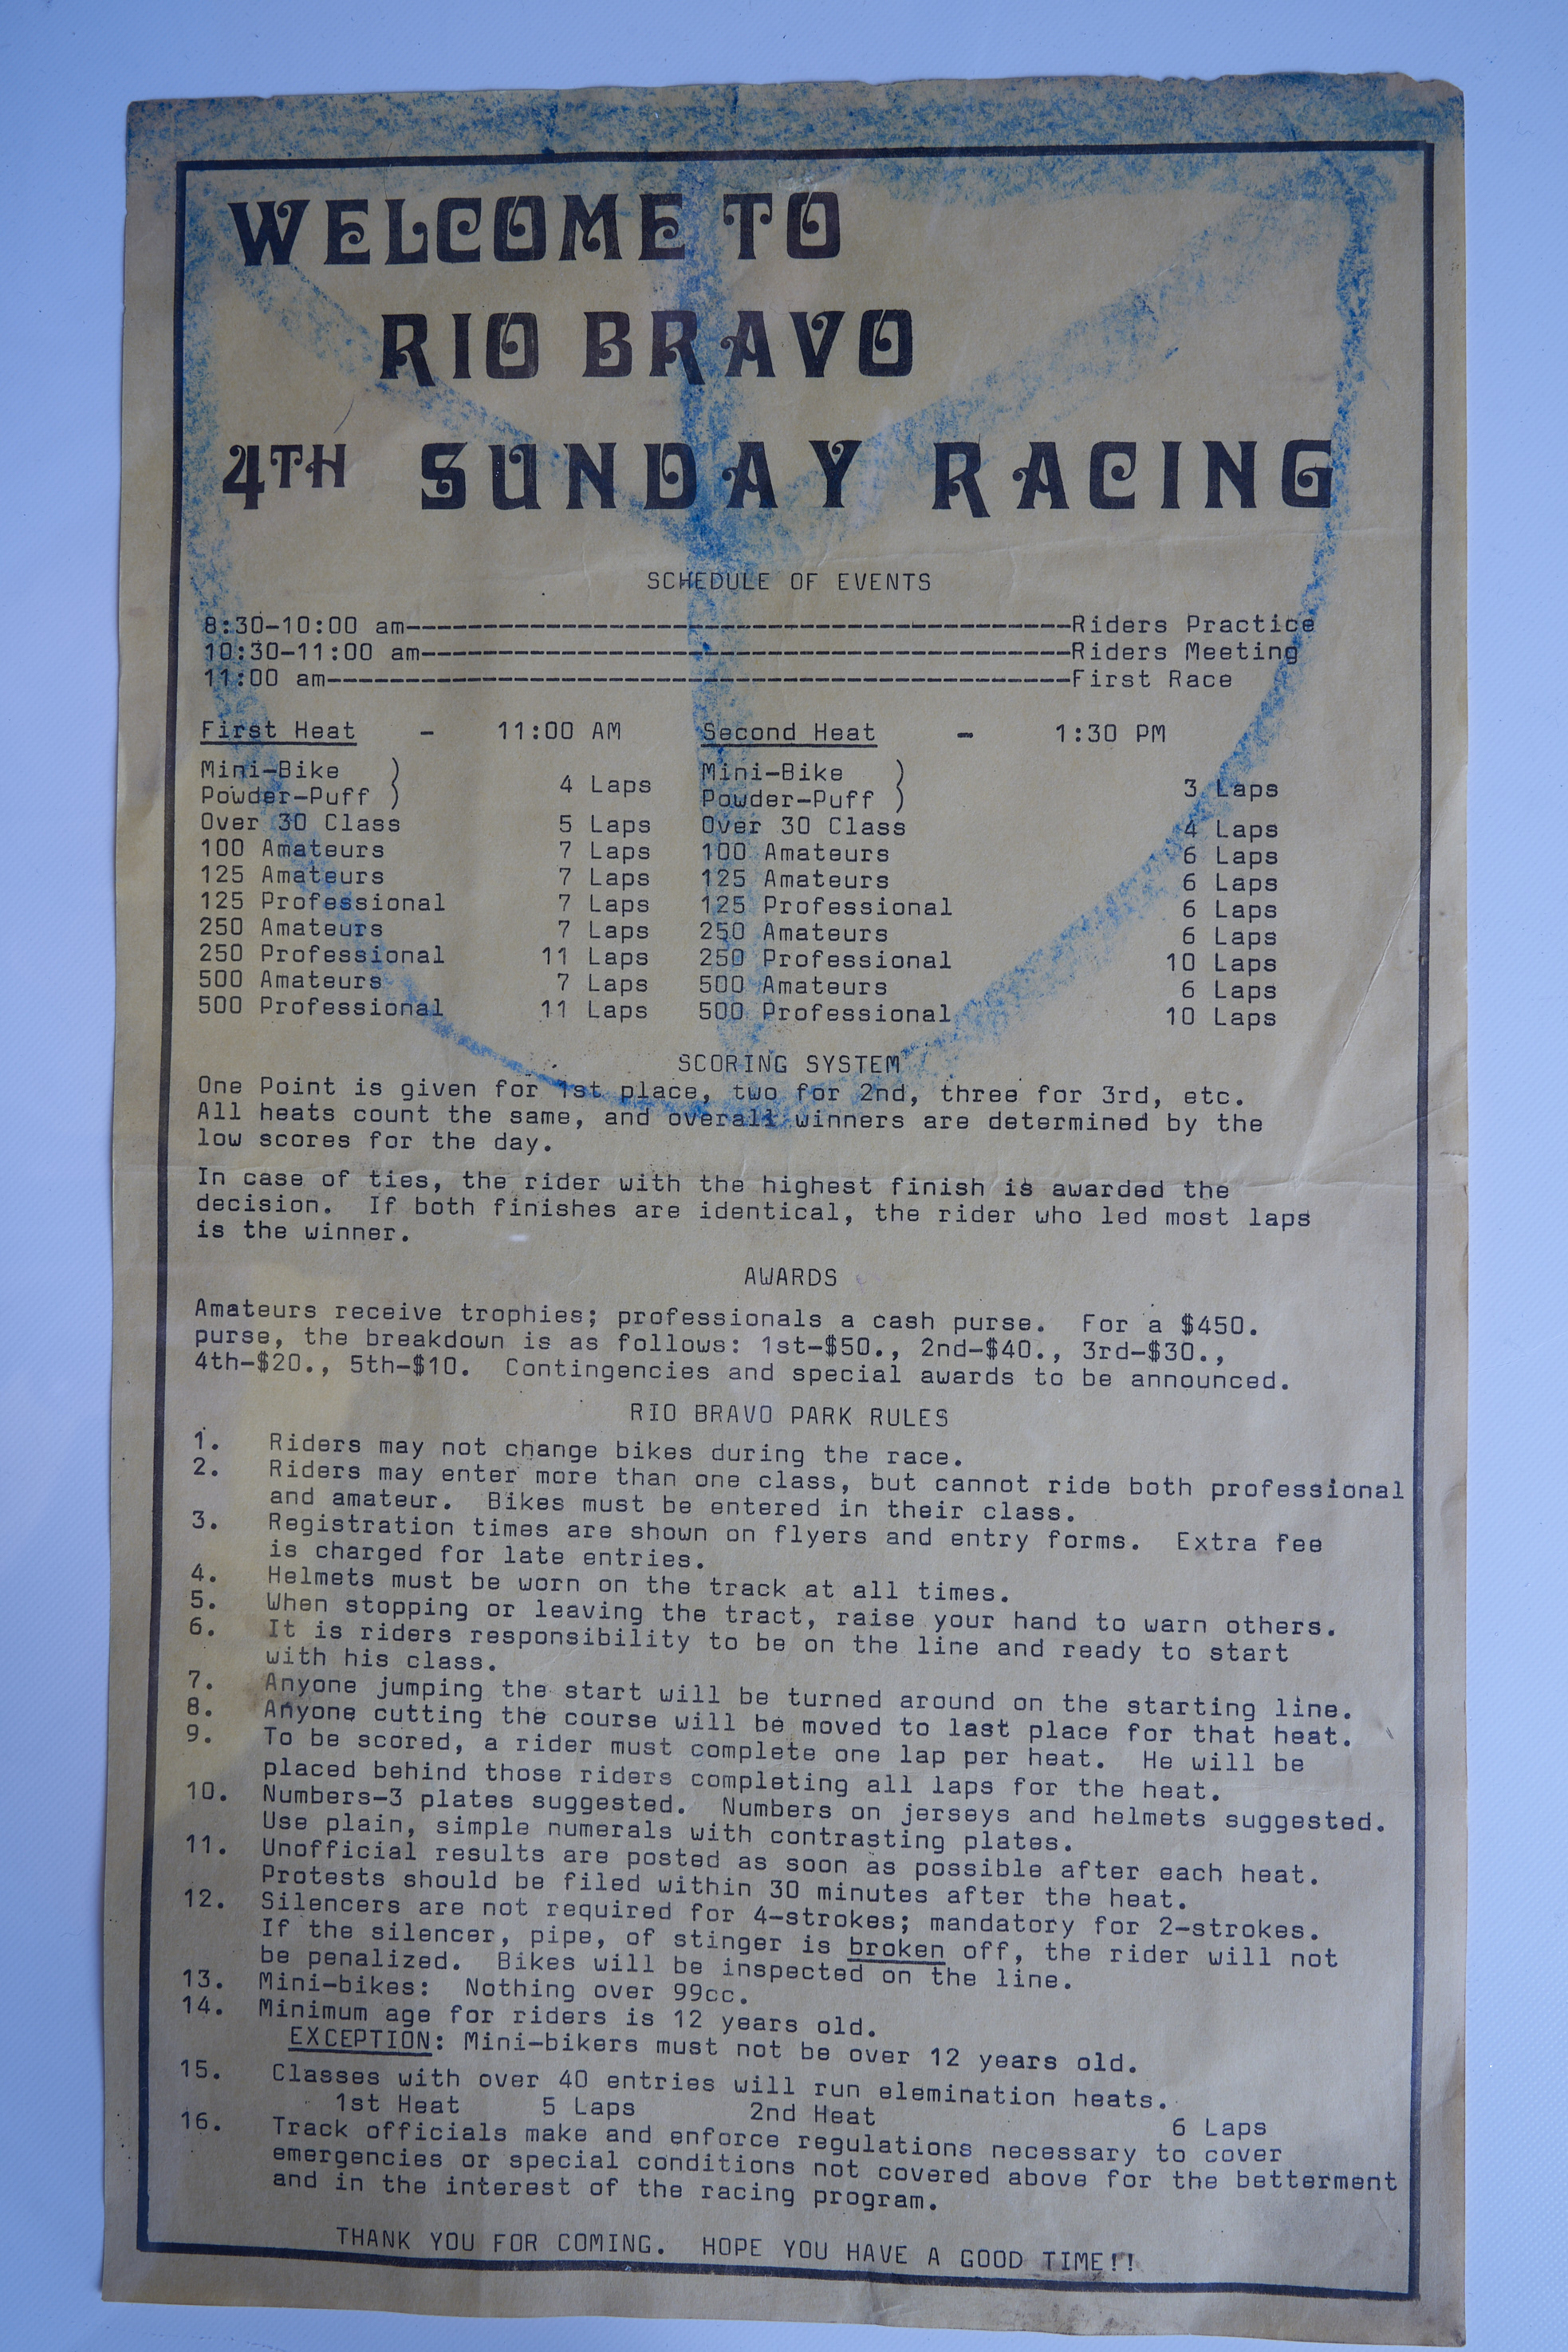 WELCOME TO
RIO BRAVO
4TH SUNDAY RACING
SCHEDULE OF EVENTS
8:30-10:00 am------------------------------------------Riders Practice
10:30-11:00 am-----------------------------------------Riders Meeting
11:00 am-----------------------------------------------First Race
First Heat - 11:00 AM Second Heat - 1:30 PM
Mini-Bike ) Mini-Bike )
Powder-Puff ) 4 Laps Powder-Puff ) 3 Laps
Over 30 Class 5 Laps Over 30 Class 4 Laps
100 Amateurs 7 Laps 100 Amateurs 6 Laps
125 Amateurs 7 Laps 125 Amateurs 6 Laps
125 Professional 7 Laps 125 Professional 6 Laps
250 Amateurs 7 Laps 250 Amateurs 6 Laps
250 Professional 11 Laps 250 Professional 10 Laps
500 Amateurs 7 Laps 500 Amateurs 6 Laps
500 Professional 11 Laps 500 Professional 10 Laps
SCORING SYSTEM
One Point is given for 1st place, two for 2nd, three for 3rd, etc.
All heats count the same, and overall winners are determined by the
low scores for the day.
In case of ties, the rider with the highest finish is awarded the
decision. If both finishes are identical, the rider who led most laps
is the winner.
AWARDS
Amateurs receive trophies; professionals a cash purse. For a $450.
purse, the breakdown is as follows: 1st-$50., 2nd-$40., 3rd-$30.,
4th-$20., 5th-$10. Contingencies and special awards to be announced.
RIO BRAVO PARK RULES
1. Riders may not change bikes during the race.
2. Riders may enter more than one class, but cannot ride both professional
and amateur. Bikes must be entered in their class.
3. Registration times are shown on flyers and entry forms. Extra fee
is charged for late entries.
4. Helmets must be worn on the track at all times.
5. When stopping or leaving the tract, raise your hand to warn others.
6. It is riders responsibility to be on the line and ready to start
with his class.
7. Anyone jumping the start will be turned around on the starting line.
8. Anyone cutting the course will be moved to last place for that heat.
9. To be scored, a rider must complete one lap per heat. He will be
placed behind those riders completing all laps for the heat.
10. Numbers-3 plates suggested. Numbers on jerseys and helmets suggested.
Use plain, simple numerals with contrasting plates.
11. Unofficial results are posted as soon as possible after each heat.
Protests should be filed within 30 minutes after the heat.
12. Silencers are not required for 4-strokes; mandatory for 2-strokes.
If the silencer, pipe, of stinger is broken off, the rider will not
be penalized. Bikes will be inspected on the line.
13. Mini-bikes: Nothing over 99cc.
14. Minimum age for riders is 12 years old.
EXCEPTION: Mini-bikers must not be over 12 years old.
15. Classes with over 40 entries will run elemination heats.
1st Heat 5 Laps 2nd Heat 6 Laps
16. Track officials make and enforce regulations necessary to cover
emergencies or special conditions not covered above for the betterment
and in the interest of the racing program.
THANK YOU FOR COMING. HOPE YOU HAVE A GOOD TIME!!